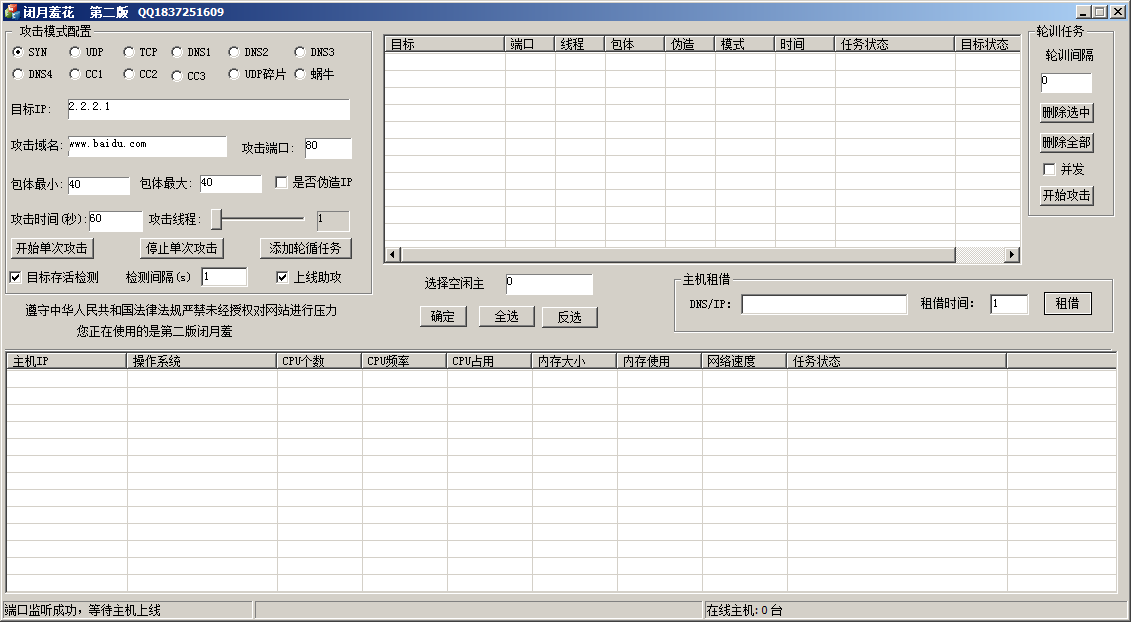 闭月羞花　第二版 QQ1837251609
攻击模式配置
SYN UDP TCP DNS1 DNS2 DNS3
DNS4 CC1 CC2 CC3 UDP碎片 蜗牛
目标IP: 2.2.2.1
攻击域名: www.baidu.com 攻击端口: 80
包体最小: 40 包体最大: 40 是否伪造IP
攻击时间(秒): 60 攻击线程: 1
开始单次攻击 停止单次攻击 添加轮循任务
目标存活检测 检测间隔(s) 1 上线助攻
遵守中华人民共和国法律法规严禁未经授权对网站进行压力
您正在使用的是第二版闭月羞
目标 端口 线程 包体 伪造 模式 时间 任务状态 目标状态
轮训任务
轮训间隔
0
删除选中
删除全部
并发
开始攻击
选择空闲主 0
确定 全选 反选
主机租借
DNS/IP: 租借时间: 1 租借
主机IP 操作系统 CPU个数 CPU频率 CPU占用 内存大小 内存使用 网络速度 任务状态
端口监听成功，等待主机上线 在线主机: 0 台